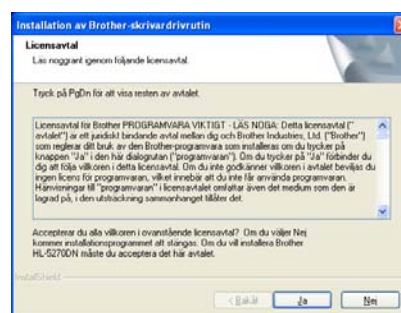 Installation av Brother-skrivardrivrutin
Licensavtal
Läs noggrant igenom följande licensavtal.
Tryck på PgDn för att visa resten av avtalet.
Licensavtal för Brother PROGRAMVARA VIKTIGT - LÄS NOGA: Detta licensavtal ("
avtalet") är ett juridiskt bindande avtal mellan dig och Brother Industries, Ltd. ("Brother")
som reglerar ditt bruk av den Brother-programvara som installeras om du trycker på
knappen "Ja" i den här dialogrutan ("programvaran"). Om du trycker på "Ja" förbinder du
dig att följa villkoren i detta licensavtal. Om du inte godkänner villkoren i avtalet beviljas du
ingen licens för programvaran, vilket innebär att du inte får använda programvaran.
Hänvisningar till "programvaran" i licensavtalet omfattar även det medium som den är
lagrad på, i den utsträckning sammanhanget tillåter det.
Accepterar du alla villkoren i ovanstående licensavtal? Om du väljer Nej
kommer installationsprogrammet att stängas. Om du vill installera Brother
HL-5270DN måste du acceptera det här avtalet.
InstallShield
< Bakåt
Ja
Nej